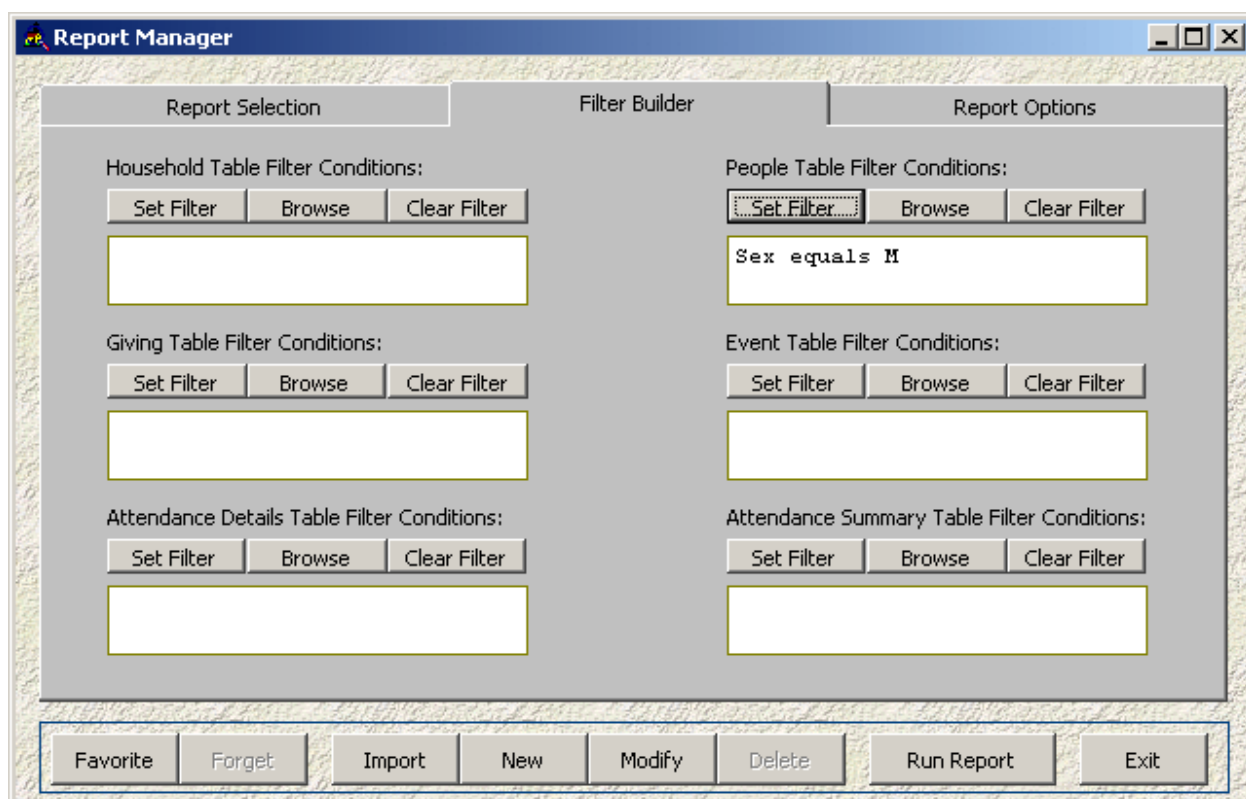 Report Manager
Report Selection Filter Builder Report Options
Household Table Filter Conditions: People Table Filter Conditions:
Set Filter Browse Clear Filter Set Filter Browse Clear Filter
Sex equals M
Giving Table Filter Conditions: Event Table Filter Conditions:
Set Filter Browse Clear Filter Set Filter Browse Clear Filter
Attendance Details Table Filter Conditions: Attendance Summary Table Filter Conditions:
Set Filter Browse Clear Filter Set Filter Browse Clear Filter
Favorite Forget Import New Modify Delete Run Report Exit